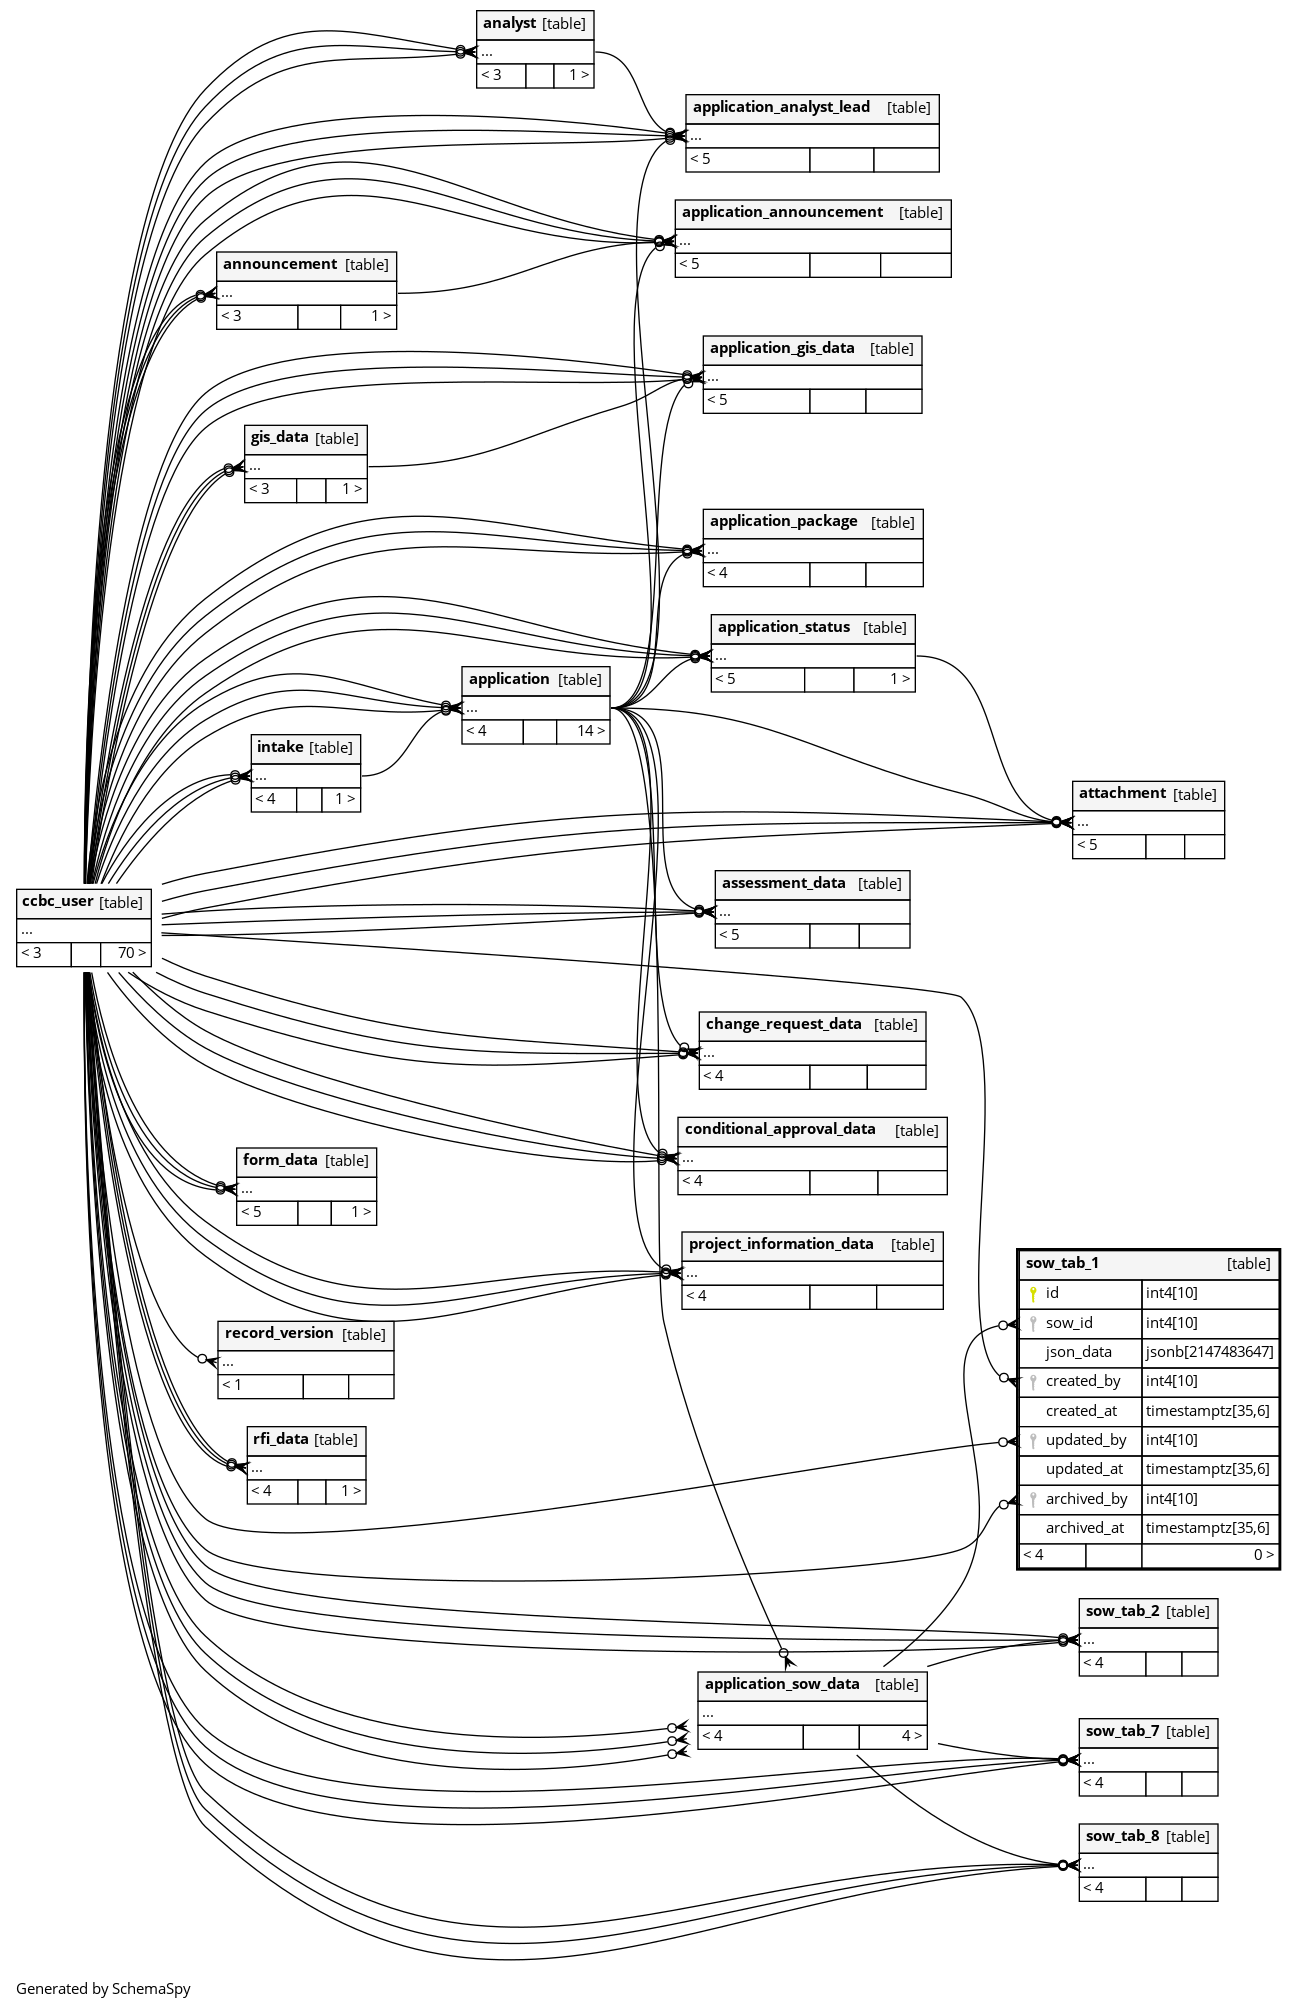 analyst [table]
...
< 3 1 >
application_analyst_lead [table]
...
< 5
application_announcement [table]
...
< 5
announcement [table]
...
< 3 1 >
application_gis_data [table]
...
< 5
gis_data [table]
...
< 3 1 >
application_package [table]
...
< 4
application_status [table]
...
< 5 1 >
application [table]
...
< 4 14 >
intake [table]
...
< 4 1 >
attachment [table]
...
< 5
assessment_data [table]
...
< 5
ccbc_user [table]
...
< 3 70 >
change_request_data [table]
...
< 4
conditional_approval_data [table]
...
< 4
form_data [table]
...
< 5 1 >
project_information_data [table]
...
< 4
sow_tab_1 [table]
id int4[10]
sow_id int4[10]
json_data jsonb[2147483647]
created_by int4[10]
created_at timestamptz[35,6]
updated_by int4[10]
updated_at timestamptz[35,6]
archived_by int4[10]
archived_at timestamptz[35,6]
< 4 0 >
record_version [table]
...
< 1
rfi_data [table]
...
< 4 1 >
sow_tab_2 [table]
...
< 4
application_sow_data [table]
...
< 4 4 >
sow_tab_7 [table]
...
< 4
sow_tab_8 [table]
...
< 4
Generated by SchemaSpy